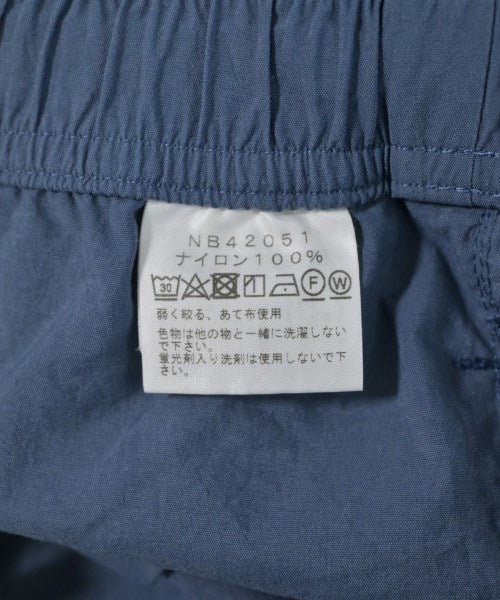 NB42051
ナイロン100%
30 F W
弱く絞る、あて布使用
色物は他の物と一緒に洗濯しない
で下さい。
蛍光剤入り洗剤は使用しないで下
さい。